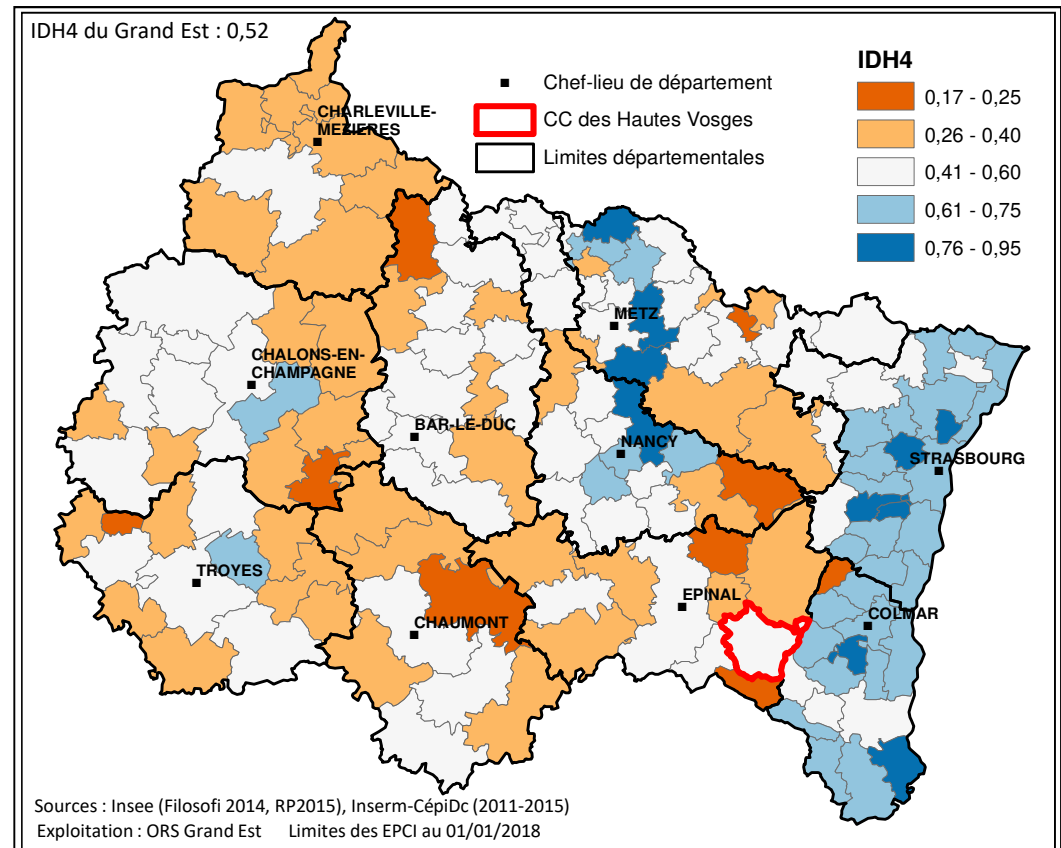 IDH4 du Grand Est : 0,52
IDH4
Chef-lieu de département
CC des Hautes Vosges
Limites départementales
0,17 - 0,25
0,26 - 0,40
0,41 - 0,60
0,61 - 0,75
0,76 - 0,95
CHARLEVILLE-
MEZIERES
METZ
CHALONS-EN-
CHAMPAGNE
BAR-LE-DUC
NANCY
STRASBOURG
TROYES
EPINAL
COLMAR
CHAUMONT
Sources : Insee (Filosofi 2014, RP2015), Inserm-CépiDc (2011-2015)
Exploitation : ORS Grand Est Limites des EPCI au 01/01/2018